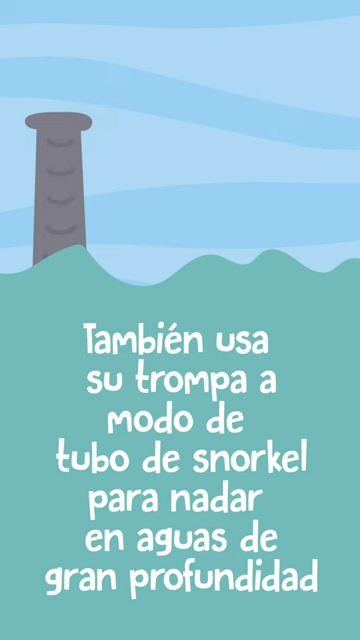 También usa
su trompa a
modo de
tubo de snorkel
para nadar
en aguas de
gran profundidad